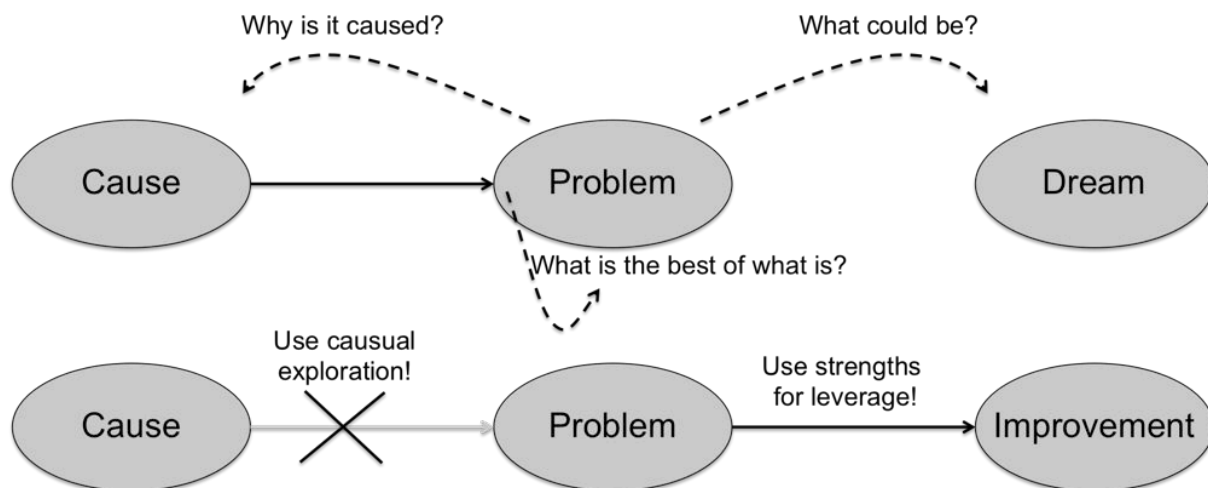 Why is it caused?
What could be?
Cause
Problem
Dream
What is the best of what is?
Use causual
exploration!
Use strengths
for leverage!
Cause
Problem
Improvement